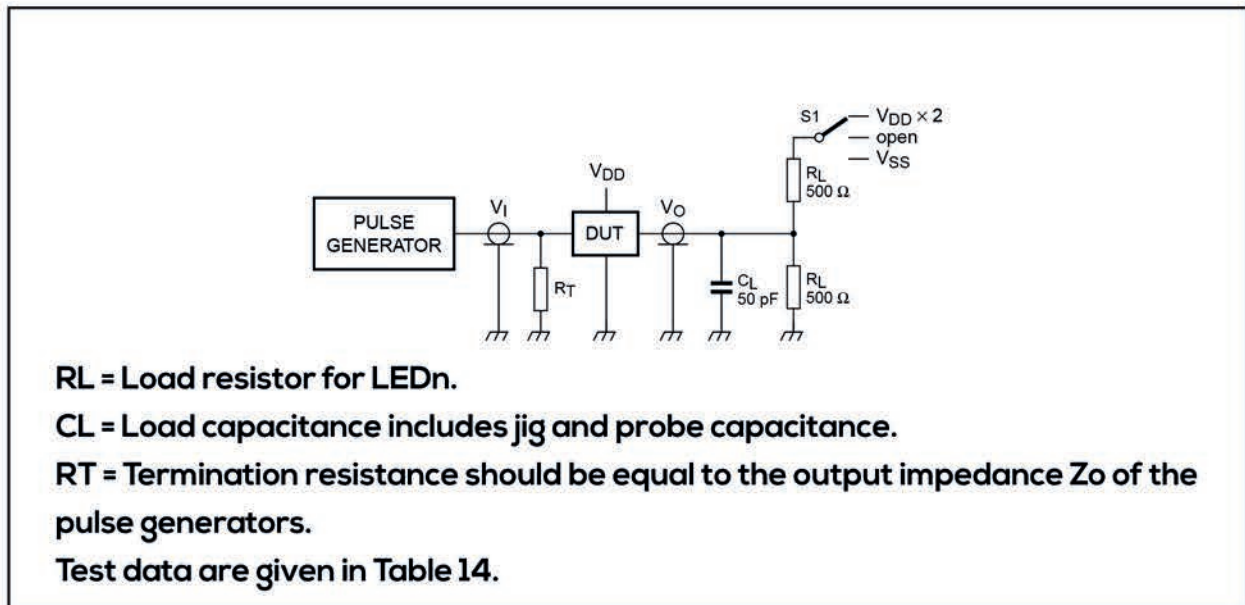 S1
VDD × 2
open
VSS
RL
500 Ω
VDD
VI
VO
PULSE
GENERATOR
DUT
RT
CL
50 pF
RL
500 Ω
RL = Load resistor for LEDn.
CL = Load capacitance includes jig and probe capacitance.
RT = Termination resistance should be equal to the output impedance Zo of the
pulse generators.
Test data are given in Table 14.